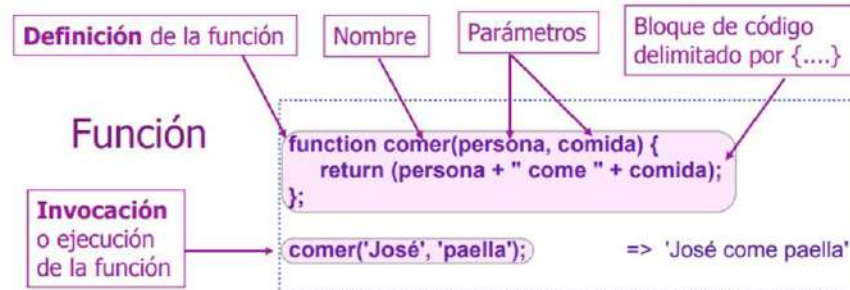 Definición de la función
Nombre
Parámetros
Bloque de código
delimitado por {....}
Función
function comer(persona, comida) {
return (persona + " come " + comida);
};
Invocación
o ejecución
de la función
comer('José', 'paella');
=> 'José come paella'